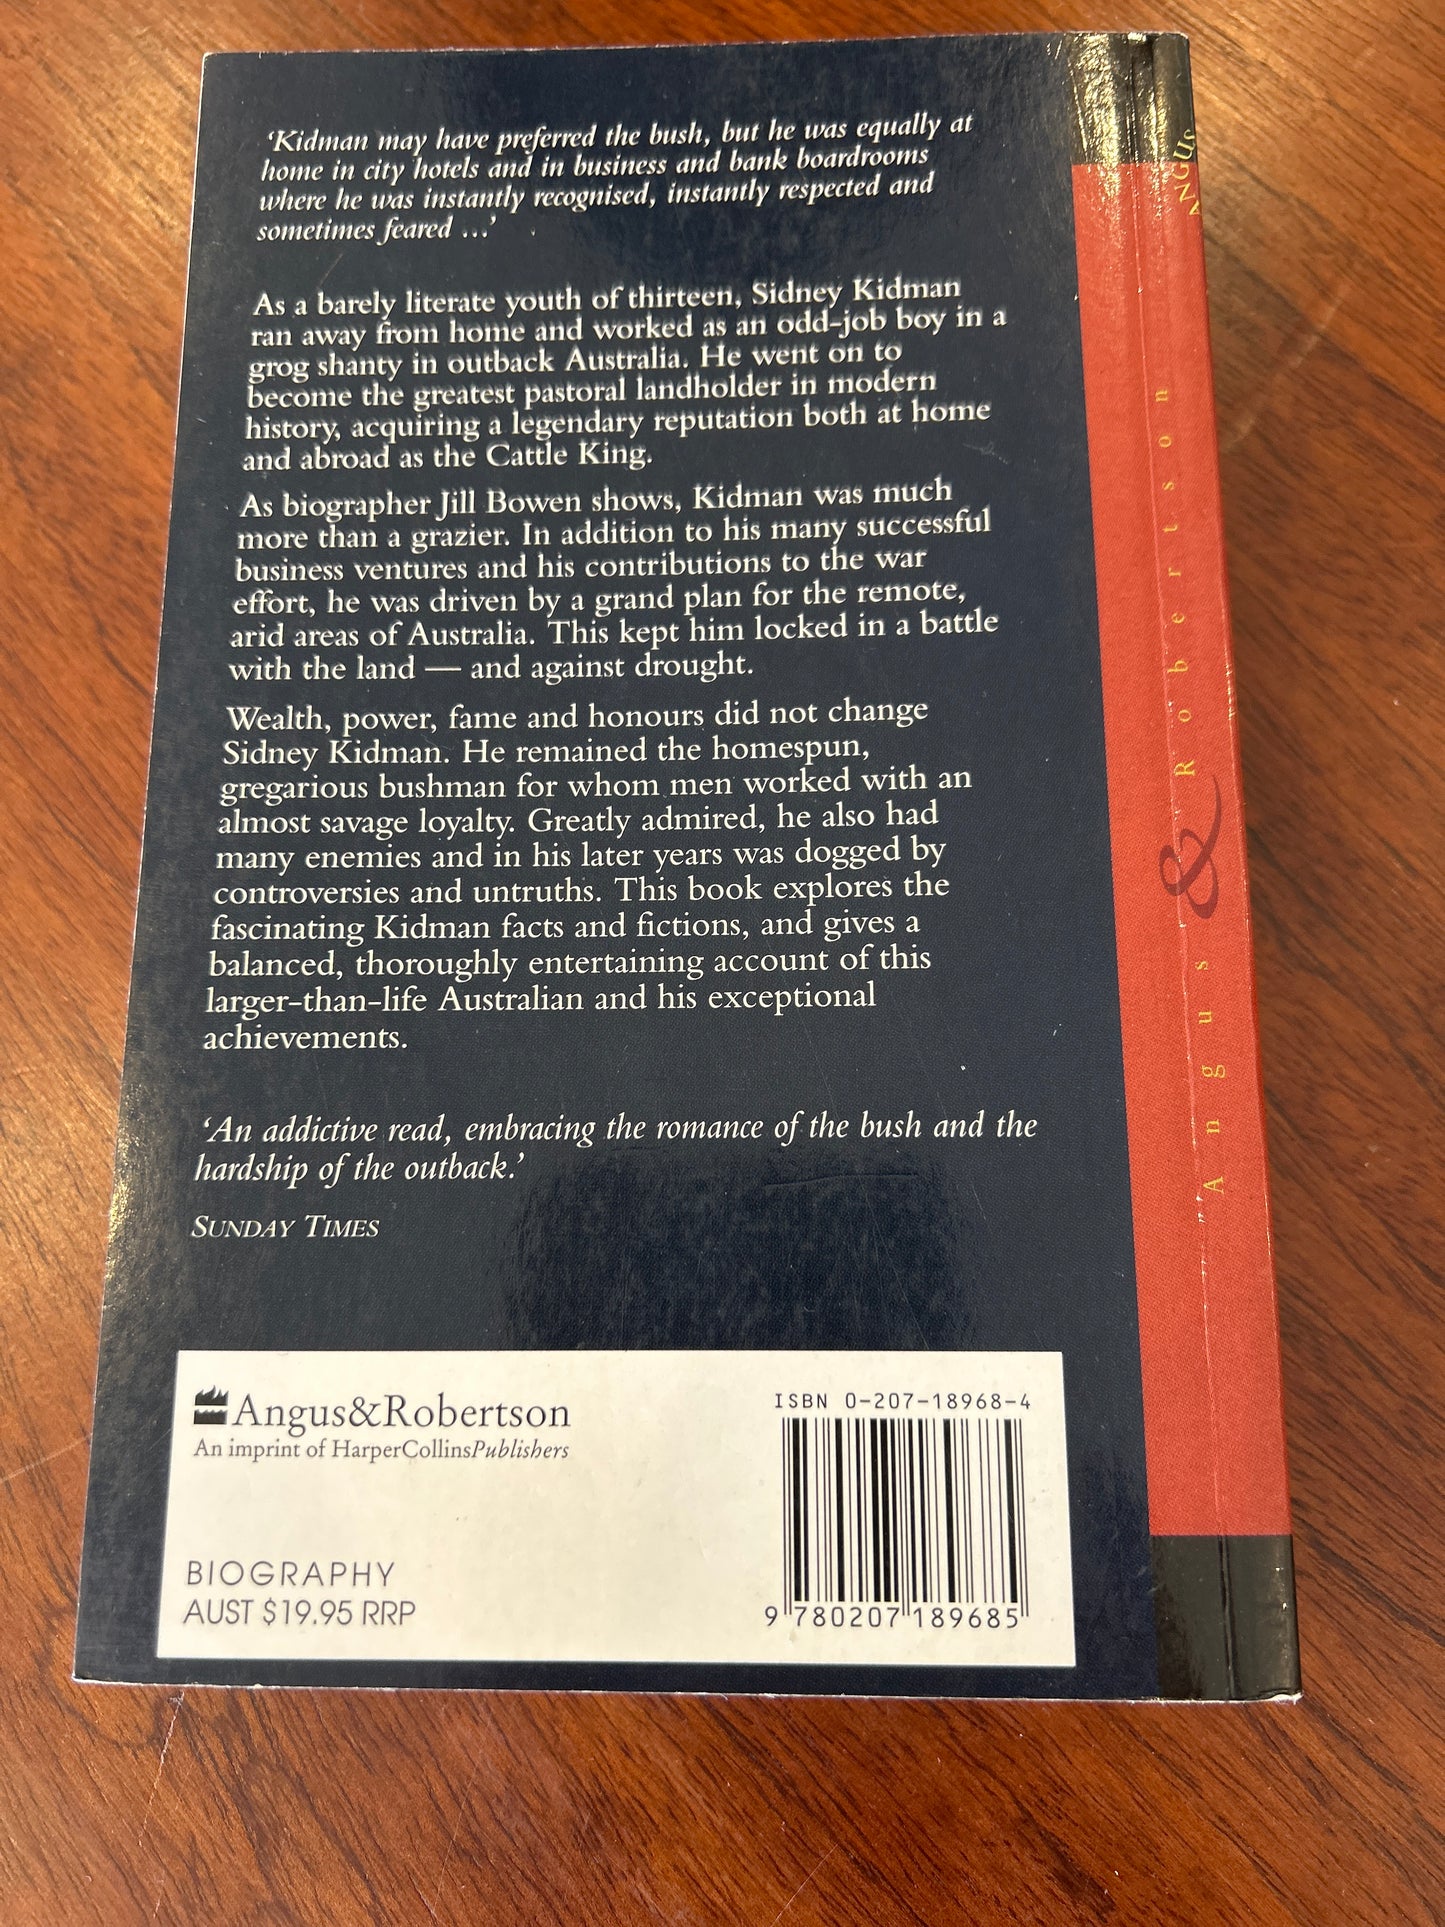 ‘Kidman may have preferred the bush, but he was equally at
home in city hotels and in business and bank boardrooms
where he was instantly recognised, instantly respected and
sometimes feared ...’
As a barely literate youth of thirteen, Sidney Kidman
ran away from home and worked as an odd-job boy in a
grog shanty in outback Australia. He went on to
become the greatest pastoral landholder in modern
history, acquiring a legendary reputation both at home
and abroad as the Cattle King.
As biographer Jill Bowen shows, Kidman was much
more than a grazier. In addition to his many successful
business ventures and his contributions to the war
effort, he was driven by a grand plan for the remote,
arid areas of Australia. This kept him locked in a battle
with the land — and against drought.
Wealth, power, fame and honours did not change
Sidney Kidman. He remained the homespun,
gregarious bushman for whom men worked with an
almost savage loyalty. Greatly admired, he also had
many enemies and in his later years was dogged by
controversies and untruths. This book explores the
fascinating Kidman facts and fictions, and gives a
balanced, thoroughly entertaining account of this
larger-than-life Australian and his exceptional
achievements.
‘An addictive read, embracing the romance of the bush and the
hardship of the outback.’
SUNDAY TIMES
Angus&Robertson
An imprint of HarperCollinsPublishers
BIOGRAPHY
AUST $19.95 RRP
ISBN 0-207-18968-4
9 780207 189685
Angus & Robertson
ANGUS